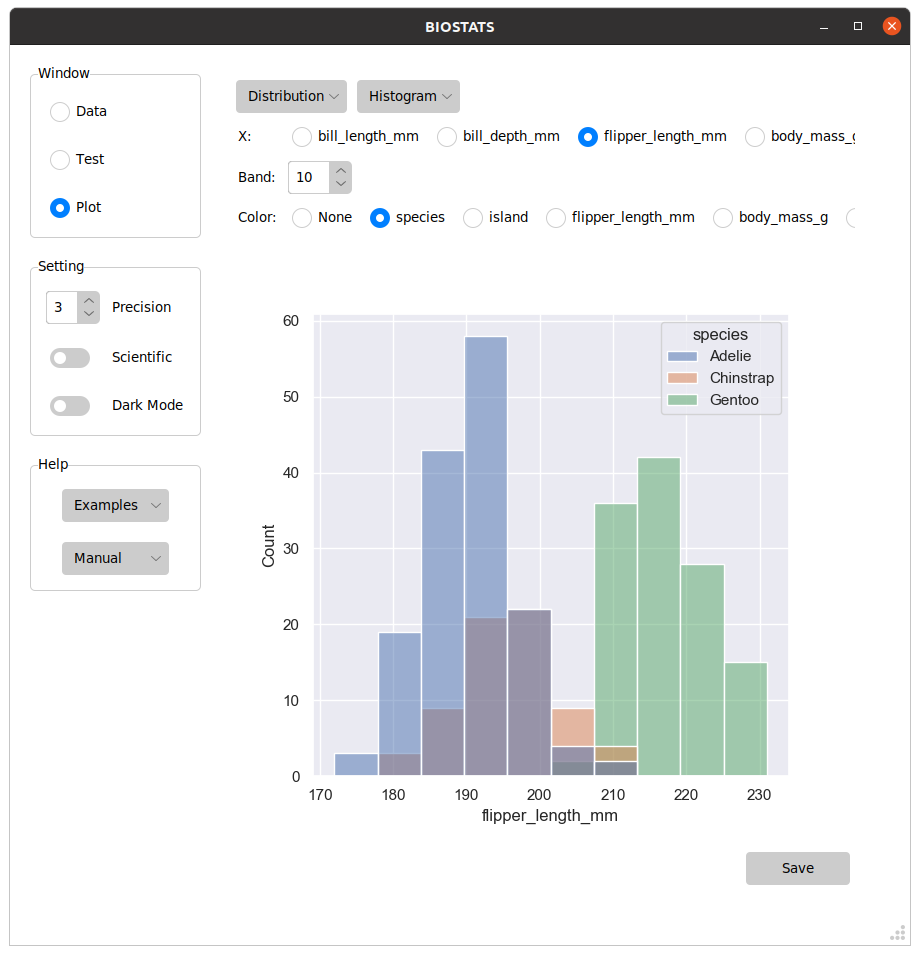 BIOSTATS
Window
Data
Test
Plot
Setting
3 Precision
Scientific
Dark Mode
Help
Examples
Manual
Distribution Histogram
X: bill_length_mm bill_depth_mm flipper_length_mm body_mass_g
Band: 10
Color: None species island flipper_length_mm body_mass_g
species
Adelie
Chinstrap
Gentoo
60
50
40
30
20
10
0
Count
170 180 190 200 210 220 230
flipper_length_mm
Save